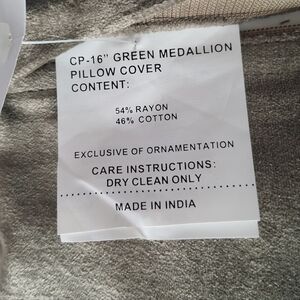 CP-16" GREEN MEDALLION
PILLOW COVER
CONTENT:
54% RAYON
46% COTTON
EXCLUSIVE OF ORNAMENTATION
CARE INSTRUCTIONS:
DRY CLEAN ONLY
MADE IN INDIA